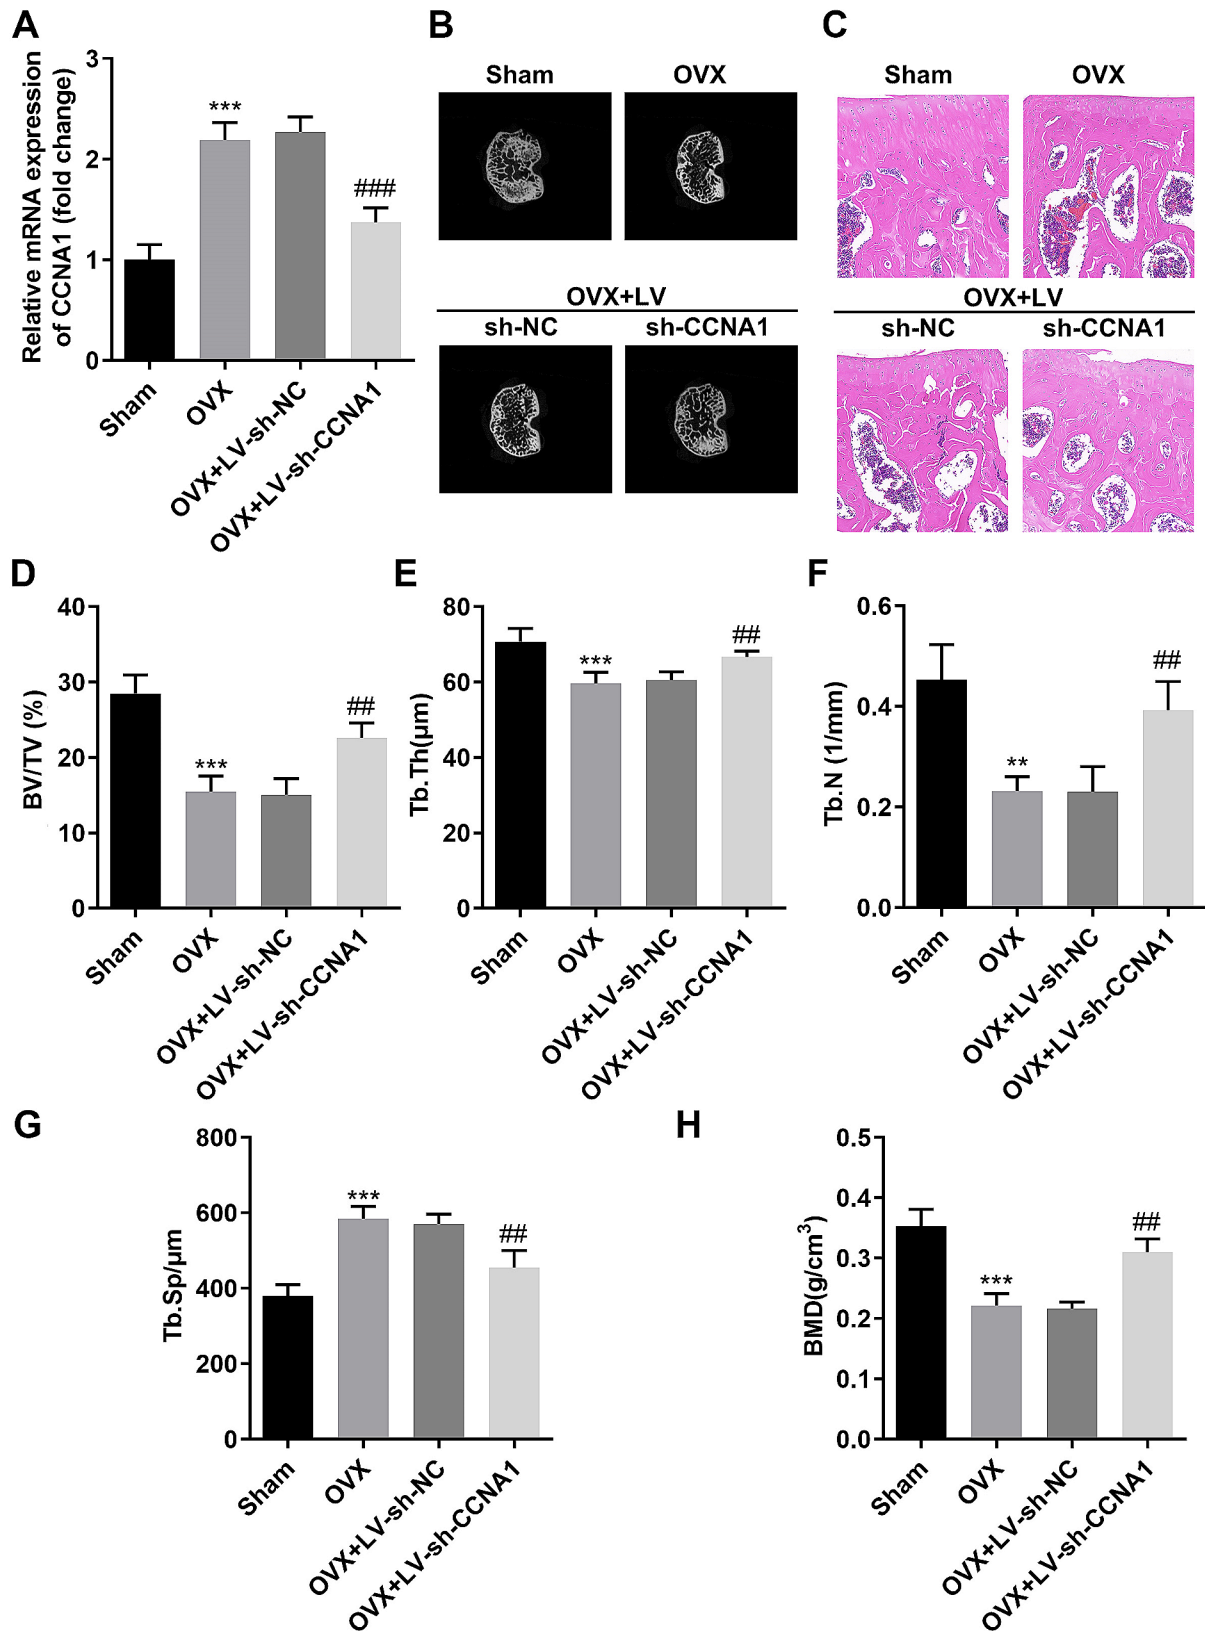 A
Relative mRNA expression
of CCNA1 (fold change)
3
2
1
0
***
###
Sham
OVX
OVX+LV-sh-NC
OVX+LV-sh-CCNA1
B
Sham
OVX
OVX+LV
sh-NC
sh-CCNA1
C
Sham
OVX
OVX+LV
sh-NC
sh-CCNA1
D
BV/TV (%)
40
30
20
10
0
***
##
Sham
OVX
OVX+LV-sh-NC
OVX+LV-sh-CCNA1
E
Tb.Th(μm)
80
60
40
20
0
***
##
Sham
OVX
OVX+LV-sh-NC
OVX+LV-sh-CCNA1
F
Tb.N (1/mm)
0.6
0.4
0.2
0.0
**
##
Sham
OVX
OVX+LV-sh-NC
OVX+LV-sh-CCNA1
G
Tb.Sp/μm
800
600
400
200
0
***
##
Sham
OVX
OVX+LV-sh-NC
OVX+LV-sh-CCNA1
H
BMD(g/cm³)
0.5
0.4
0.3
0.2
0.1
0.0
***
##
Sham
OVX
OVX+LV-sh-NC
OVX+LV-sh-CCNA1